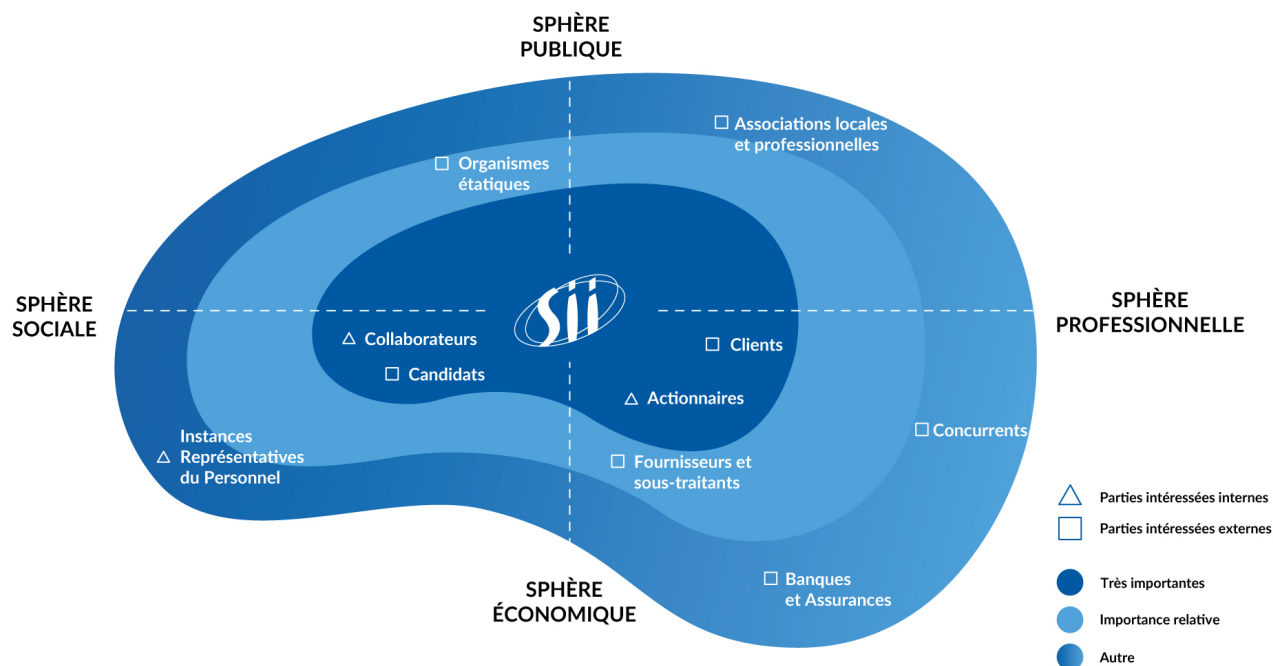 SPHÈRE
PUBLIQUE
Associations locales
et professionnelles
Organismes
étatiques
SPHÈRE
SOCIALE
sii
SPHÈRE
PROFESSIONNELLE
Collaborateurs
Clients
Candidats
Actionnaires
Instances
Représentatives
du Personnel
Concurrents
Fournisseurs et
sous-traitants
Parties intéressées internes
Parties intéressées externes
SPHÈRE
ÉCONOMIQUE
Banques
et Assurances
Très importantes
Importance relative
Autre